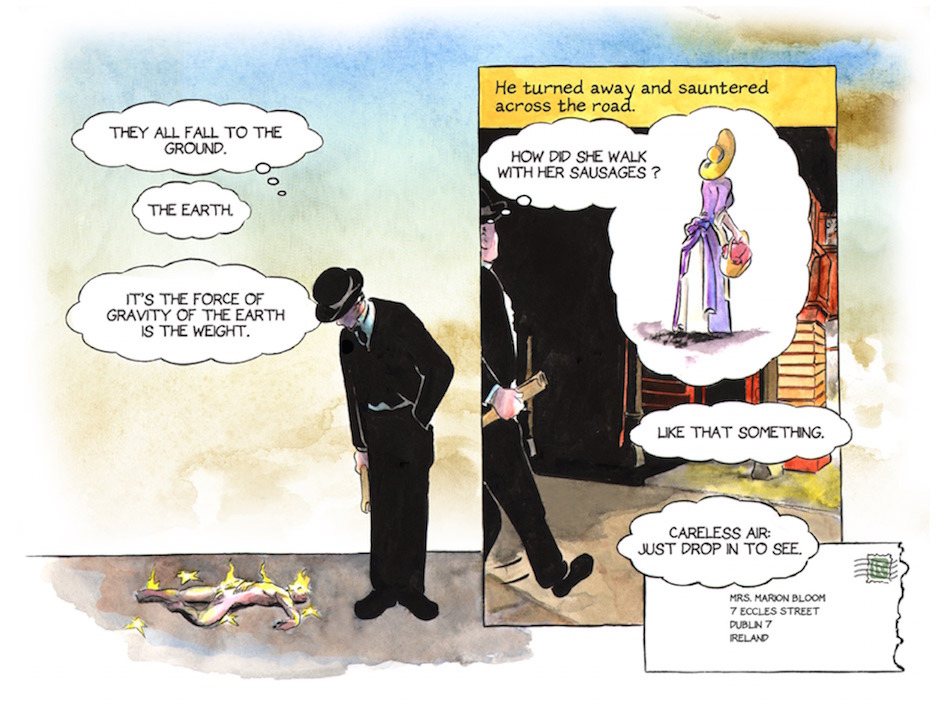 THEY ALL FALL TO THE
GROUND.
THE EARTH.
IT'S THE FORCE OF
GRAVITY OF THE EARTH
IS THE WEIGHT.
He turned away and sauntered
across the road.
HOW DID SHE WALK
WITH HER SAUSAGES ?
LIKE THAT SOMETHING.
CARELESS AIR:
JUST DROP IN TO SEE.
MRS. MARION BLOOM
7 ECCLES STREET
DUBLIN 7
IRELAND